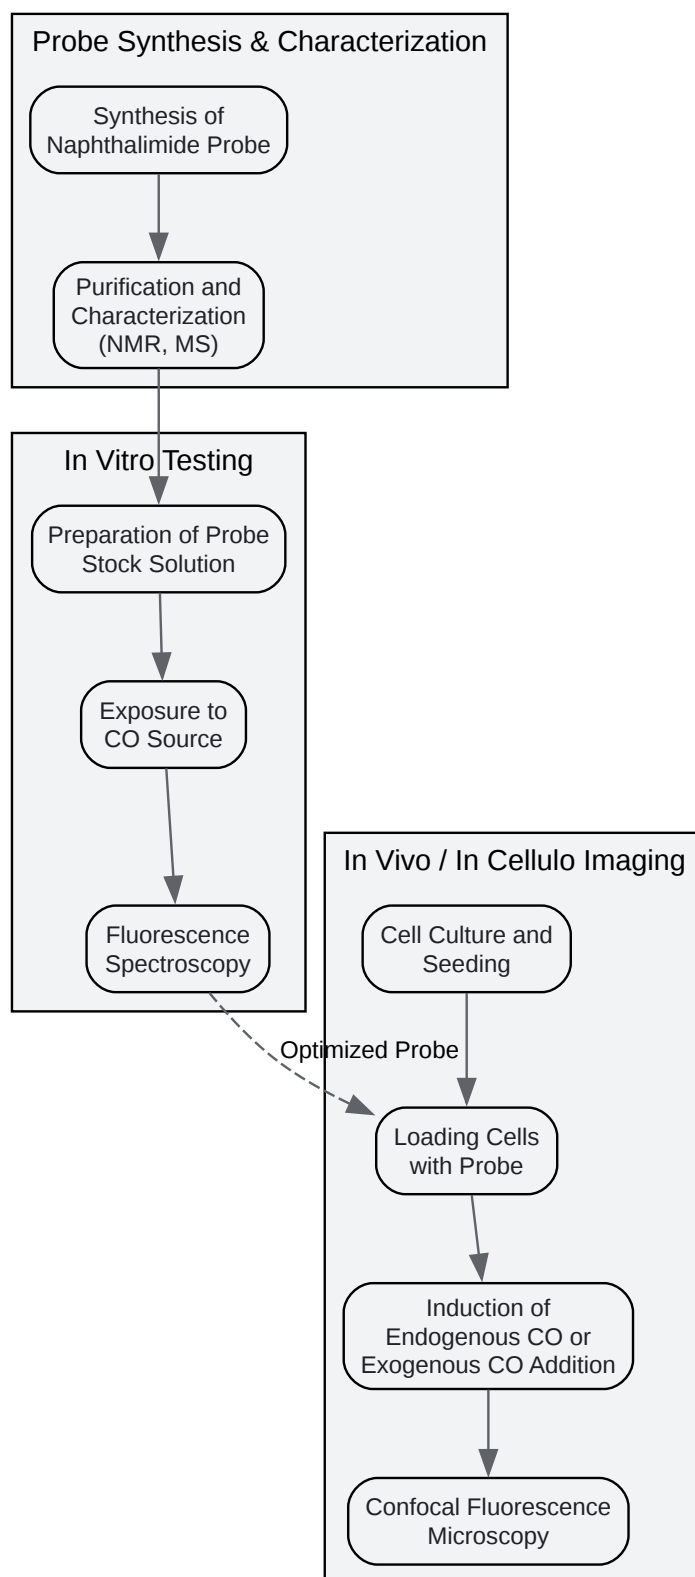 Probe Synthesis & Characterization
Synthesis of
Naphthalimide Probe
Purification and
Characterization
(NMR, MS)
In Vitro Testing
Preparation of Probe
Stock Solution
Exposure to
CO Source
Fluorescence
Spectroscopy
Optimized Probe
In Vivo / In Cellulo Imaging
Cell Culture and
Seeding
Loading Cells
with Probe
Induction of
Endogenous CO or
Exogenous CO Addition
Confocal Fluorescence
Microscopy